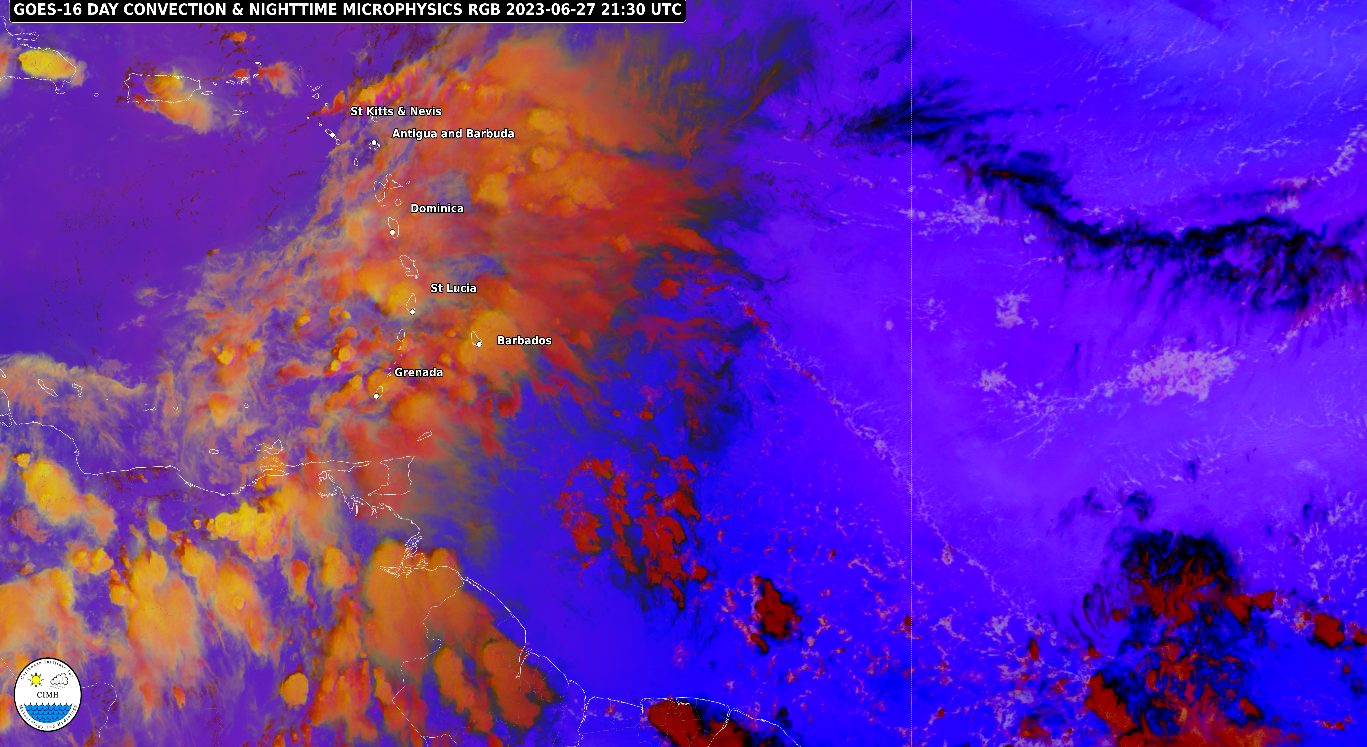 GOES-16 DAY CONVECTION & NIGHTTIME MICROPHYSICS RGB 2023-06-27 21:30 UTC
St Kitts & Nevis
Antigua and Barbuda
Dominica
St Lucia
Barbados
Grenada
CIMH